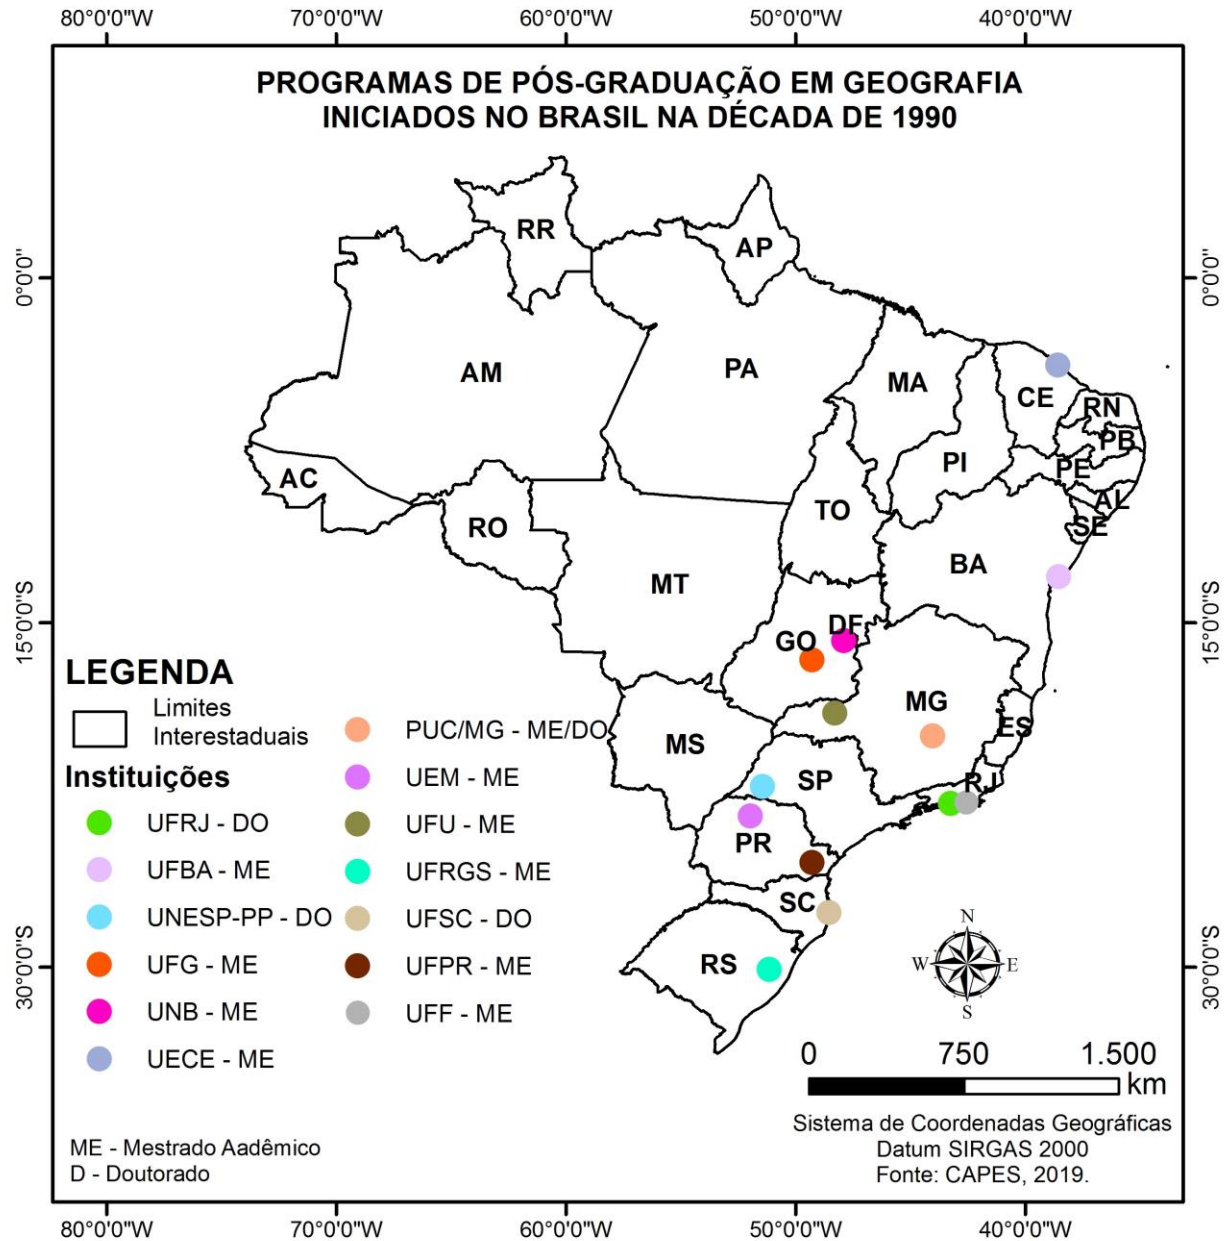 80°0'0"W 70°0'0"W 60°0'0"W 50°0'0"W 40°0'0"W
PROGRAMAS DE PÓS-GRADUAÇÃO EM GEOGRAFIA
INICIADOS NO BRASIL NA DÉCADA DE 1990
RR
AP
0°0'0"
0°0'0"
AM
PA
MA
CE
RN
PB
PI
PE
AC
TO
AL
RO
SE
BA
MT
DF
GO
15°0'0"S
15°0'0"S
MG
ES
MS
SP
RJ
PR
SC
RS
30°0'0"S
30°0'0"S
LEGENDA
Limites
Interestaduais
Instituições
UFRJ - DO
UFBA - ME
UNESP-PP - DO
UFG - ME
UNB - ME
UECE - ME
PUC/MG - ME/DO
UEM - ME
UFU - ME
UFRGS - ME
UFSC - DO
UFPR - ME
UFF - ME
N
W E
S
0 750 1.500
km
Sistema de Coordenadas Geográficas
Datum SIRGAS 2000
Fonte: CAPES, 2019.
ME - Mestrado Aadêmico
D - Doutorado
80°0'0"W 70°0'0"W 60°0'0"W 50°0'0"W 40°0'0"W